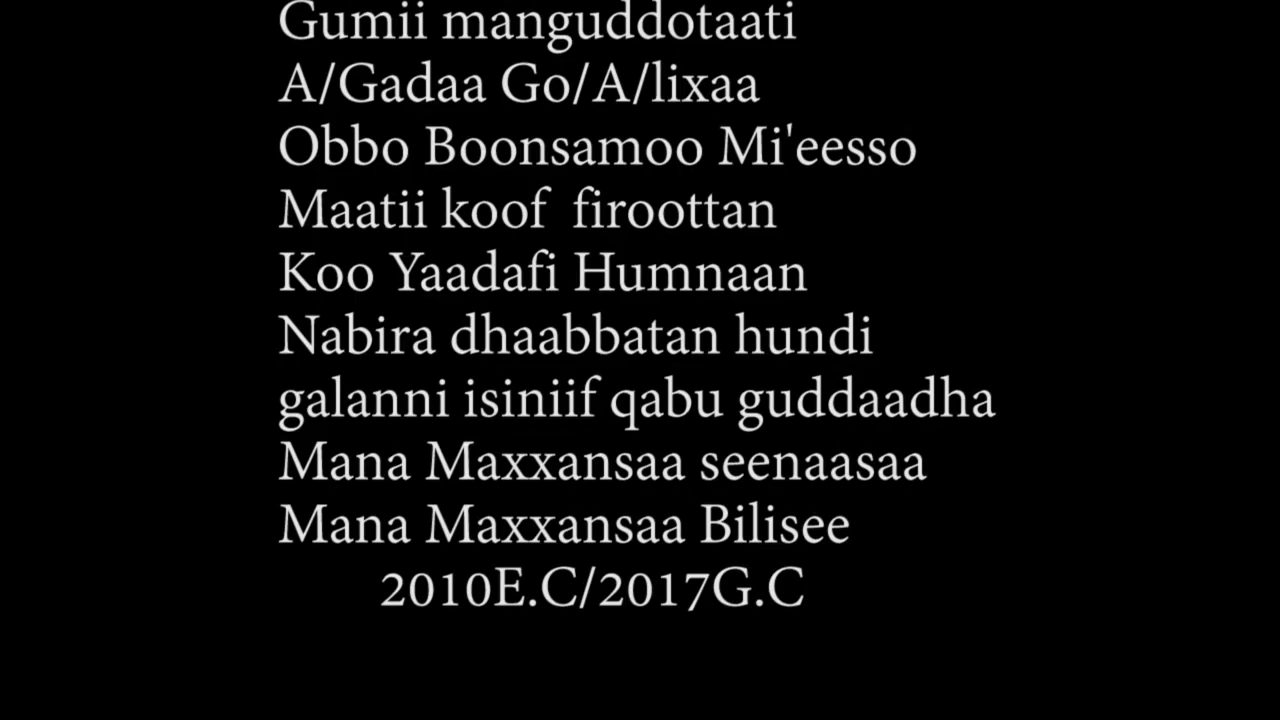 Gumii manguddotaati
A/Gadaa Go/A/lixaa
Obbo Boonsamoo Mi'eesso
Maatii koof firoottan
Koo Yaadafi Humnaan
Nabira dhaabbatan hundi
galanni isiniif qabu guddaadha
Mana Maxxansaa seenaasaa
Mana Maxxansaa Bilisee
2010E.C/2017G.C